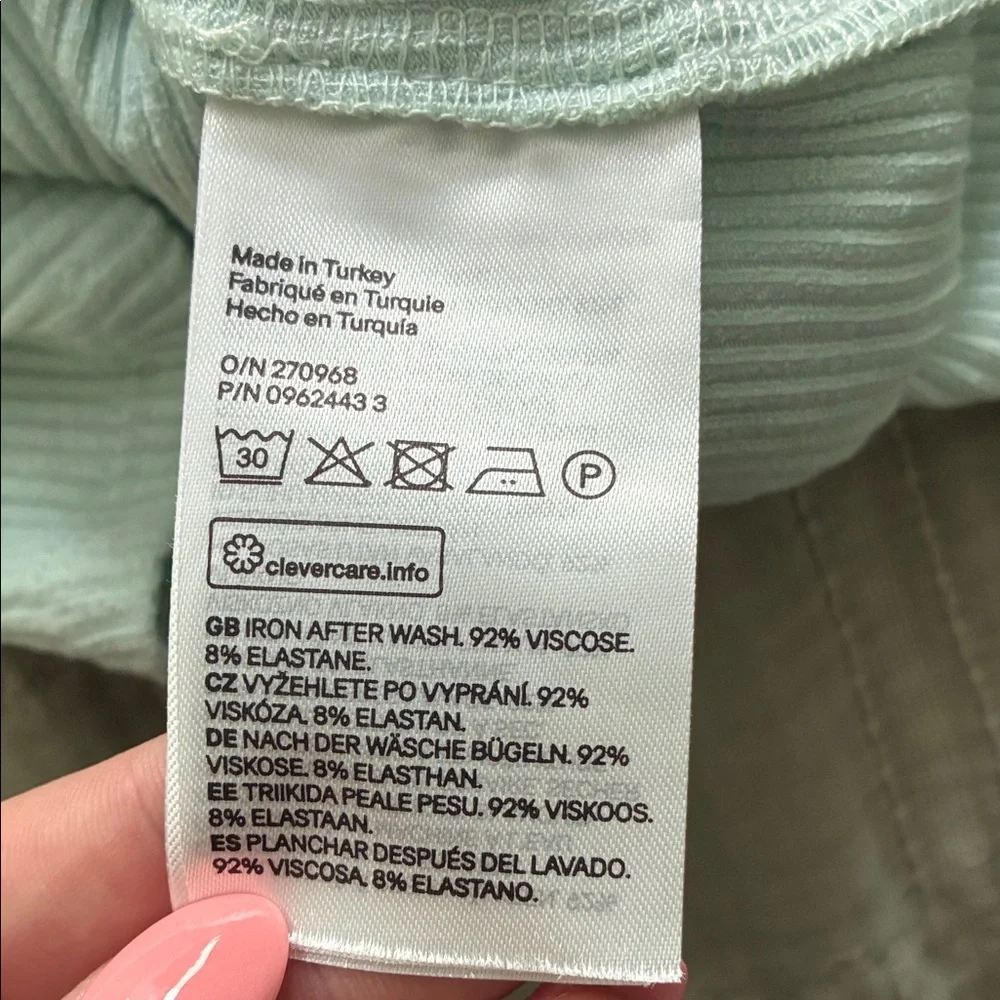 Made in Turkey
Fabriqué en Turquie
Hecho en Turquía
O/N 270968
P/N 0962443 3
30 P
clevercare.info
GB IRON AFTER WASH. 92% VISCOSE.
8% ELASTANE.
CZ VYŽEHLETE PO VYPRÁNÍ. 92%
VISKÓZA. 8% ELASTAN.
DE NACH DER WÄSCHE BÜGELN. 92%
VISKOSE. 8% ELASTHAN.
EE TRIIKIDA PEALE PESU. 92% VISKOOS.
8% ELASTAAN.
ES PLANCHAR DESPUÉS DEL LAVADO.
92% VISCOSA. 8% ELASTANO.